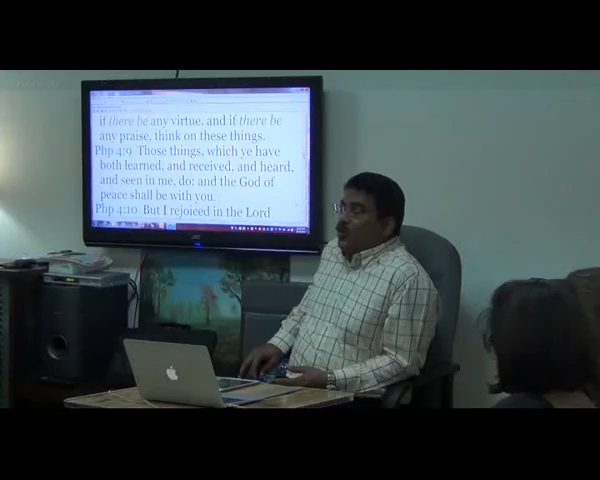 if there be any virtue, and if there be
any praise, think on these things.
Php 4:9 Those things, which ye have
both learned, and received, and heard,
and seen in me, do: and the God of
peace shall be with you.
Php 4:10 But I rejoiced in the Lord
JVC